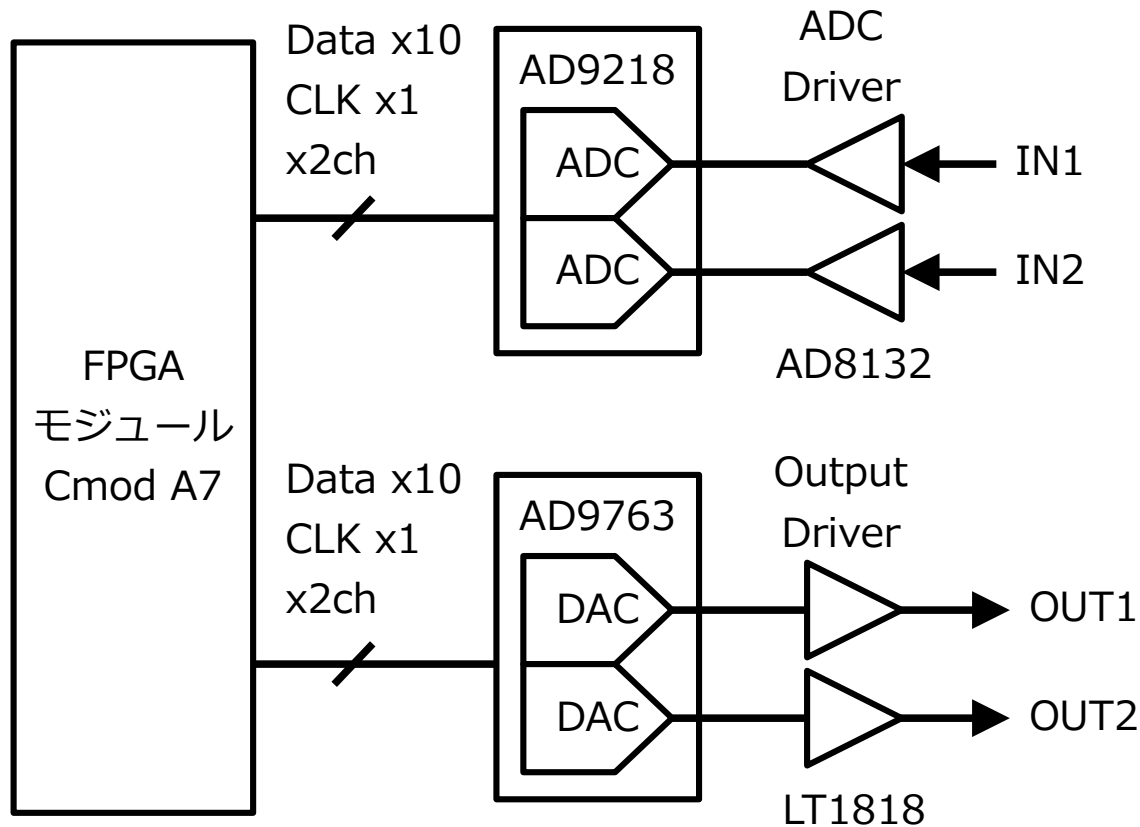 FPGA
モジュール
Cmod A7
Data x10
CLK x1
x2ch
AD9218
ADC
ADC
ADC
Driver
IN1
IN2
AD8132
Data x10
CLK x1
x2ch
AD9763
DAC
DAC
Output
Driver
OUT1
OUT2
LT1818